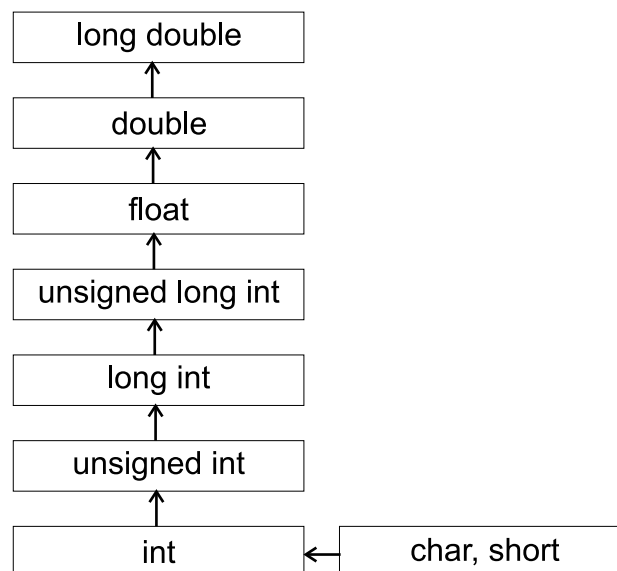 long double
double
float
unsigned long int
long int
unsigned int
int
char, short